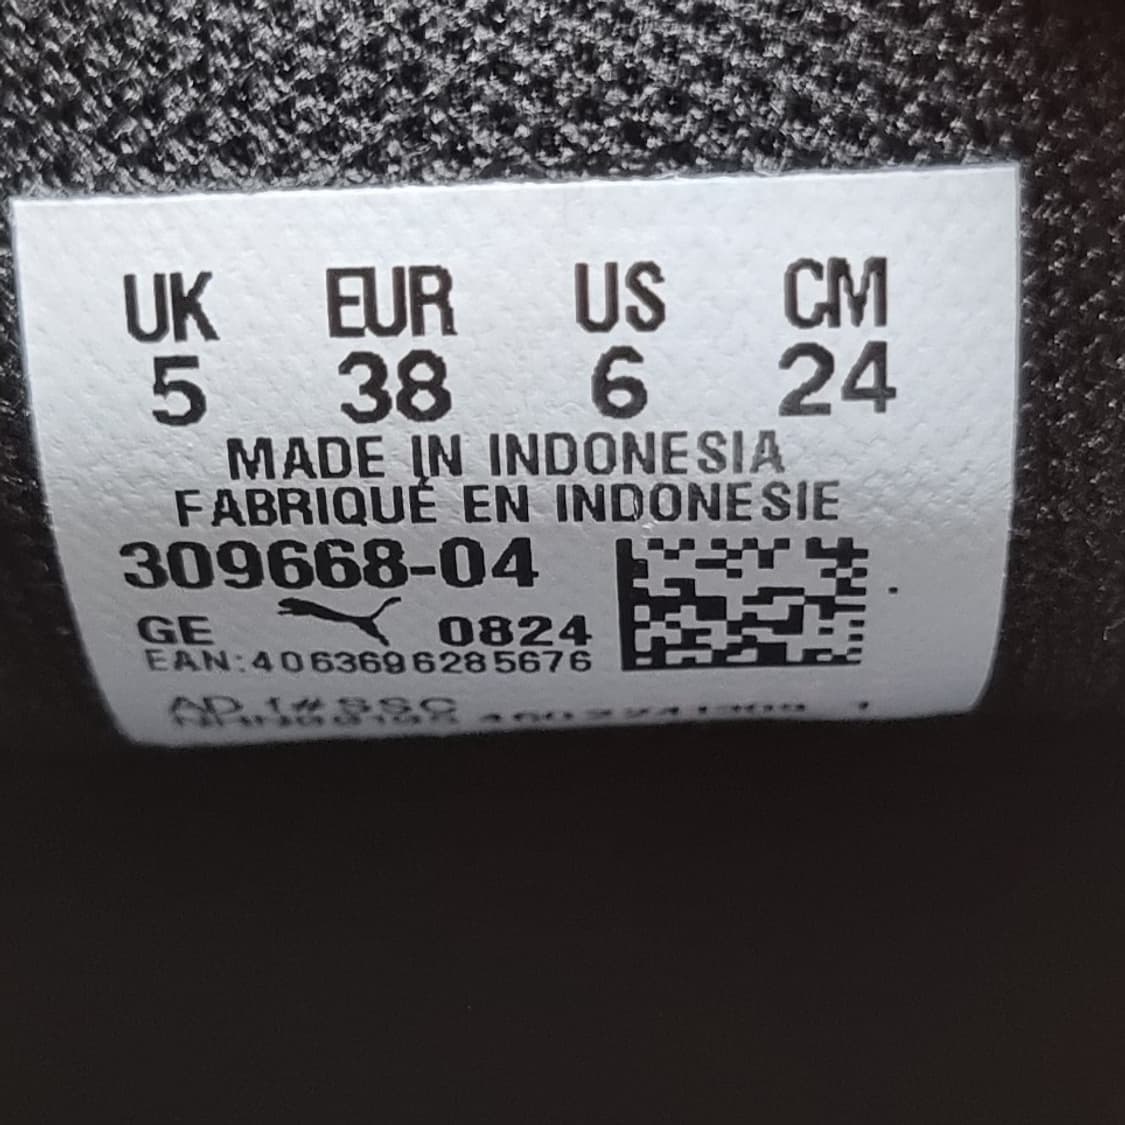 UK EUR US CM
5 38 6 24
MADE IN INDONESIA
FABRIQUÉ EN INDONESIE
309668-04
GE 0824
EAN:4063696285676